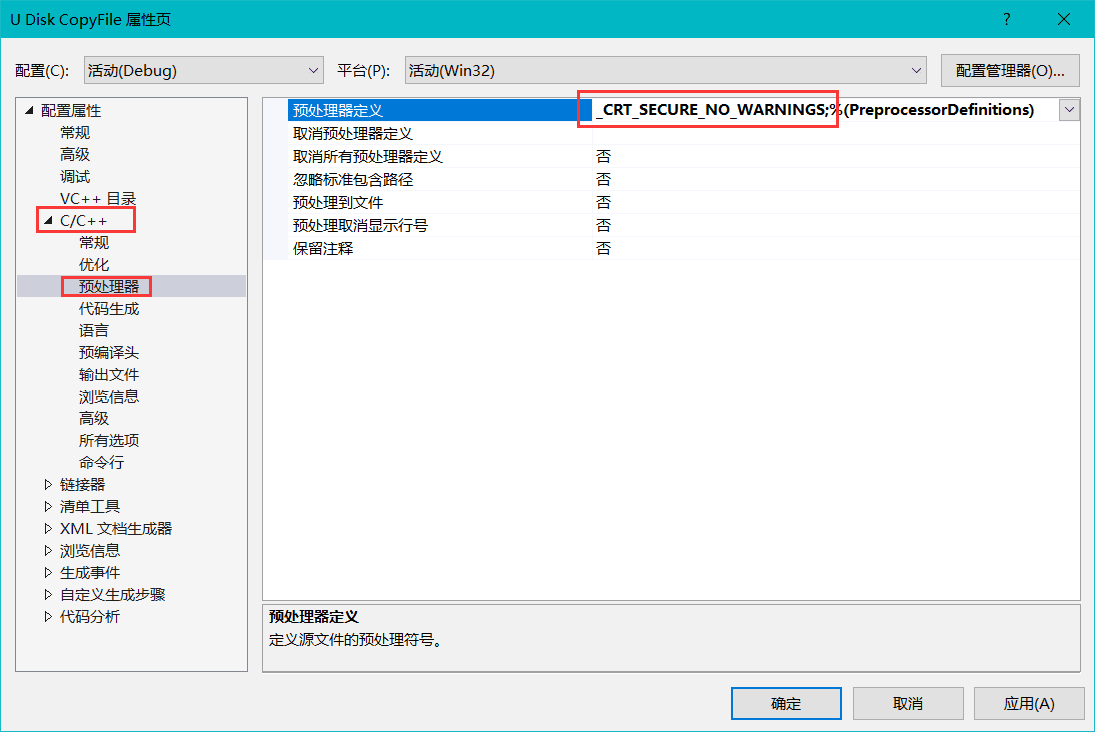 U Disk CopyFile 属性页
?
配置(C): 活动(Debug) 平台(P): 活动(Win32) 配置管理器(O)...
配置属性
常规
高级
调试
VC++ 目录
C/C++
常规
优化
预处理器
代码生成
语言
预编译头
输出文件
浏览信息
高级
所有选项
命令行
链接器
清单工具
XML 文档生成器
浏览信息
生成事件
自定义生成步骤
代码分析
预处理器定义 _CRT_SECURE_NO_WARNINGS;%(PreprocessorDefinitions)
取消预处理器定义
取消所有预处理器定义 否
忽略标准包含路径 否
预处理到文件 否
预处理取消显示行号 否
保留注释 否
预处理器定义
定义源文件的预处理符号。
确定 取消 应用(A)